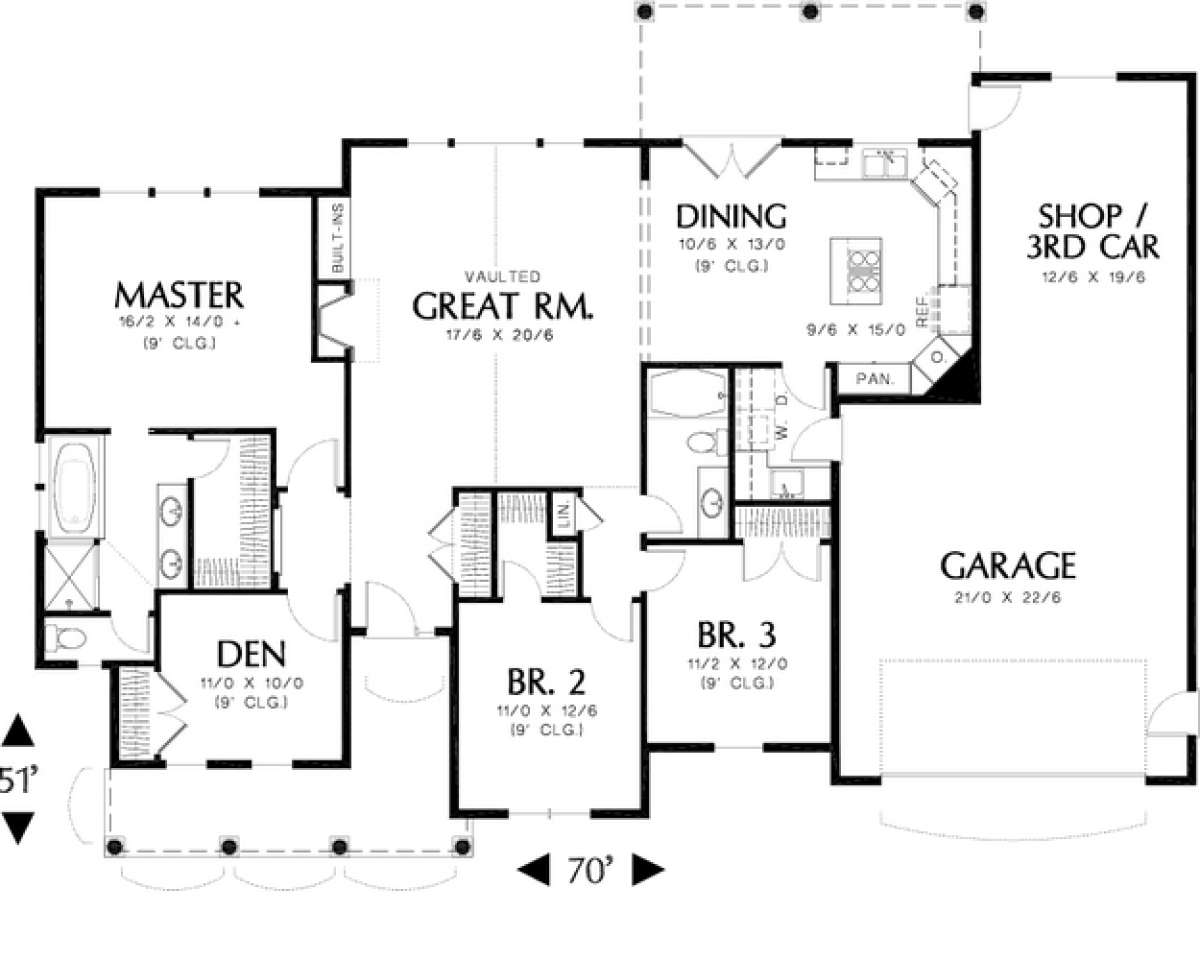 SHOP /
3RD CAR
12/6 X 19/6
DINING
10/6 X 13/0
(9' CLG.)
BUILT-INS
VAULTED
GREAT RM.
17/6 X 20/6
MASTER
16/2 X 14/0 +
(9' CLG.)
REF.
9/6 X 15/0
O.
PAN.
W. D.
LIN.
GARAGE
21/0 X 22/6
BR. 3
11/2 X 12/0
(9' CLG.)
DEN
11/0 X 10/0
(9' CLG.)
BR. 2
11/0 X 12/6
(9' CLG.)
51'
70'